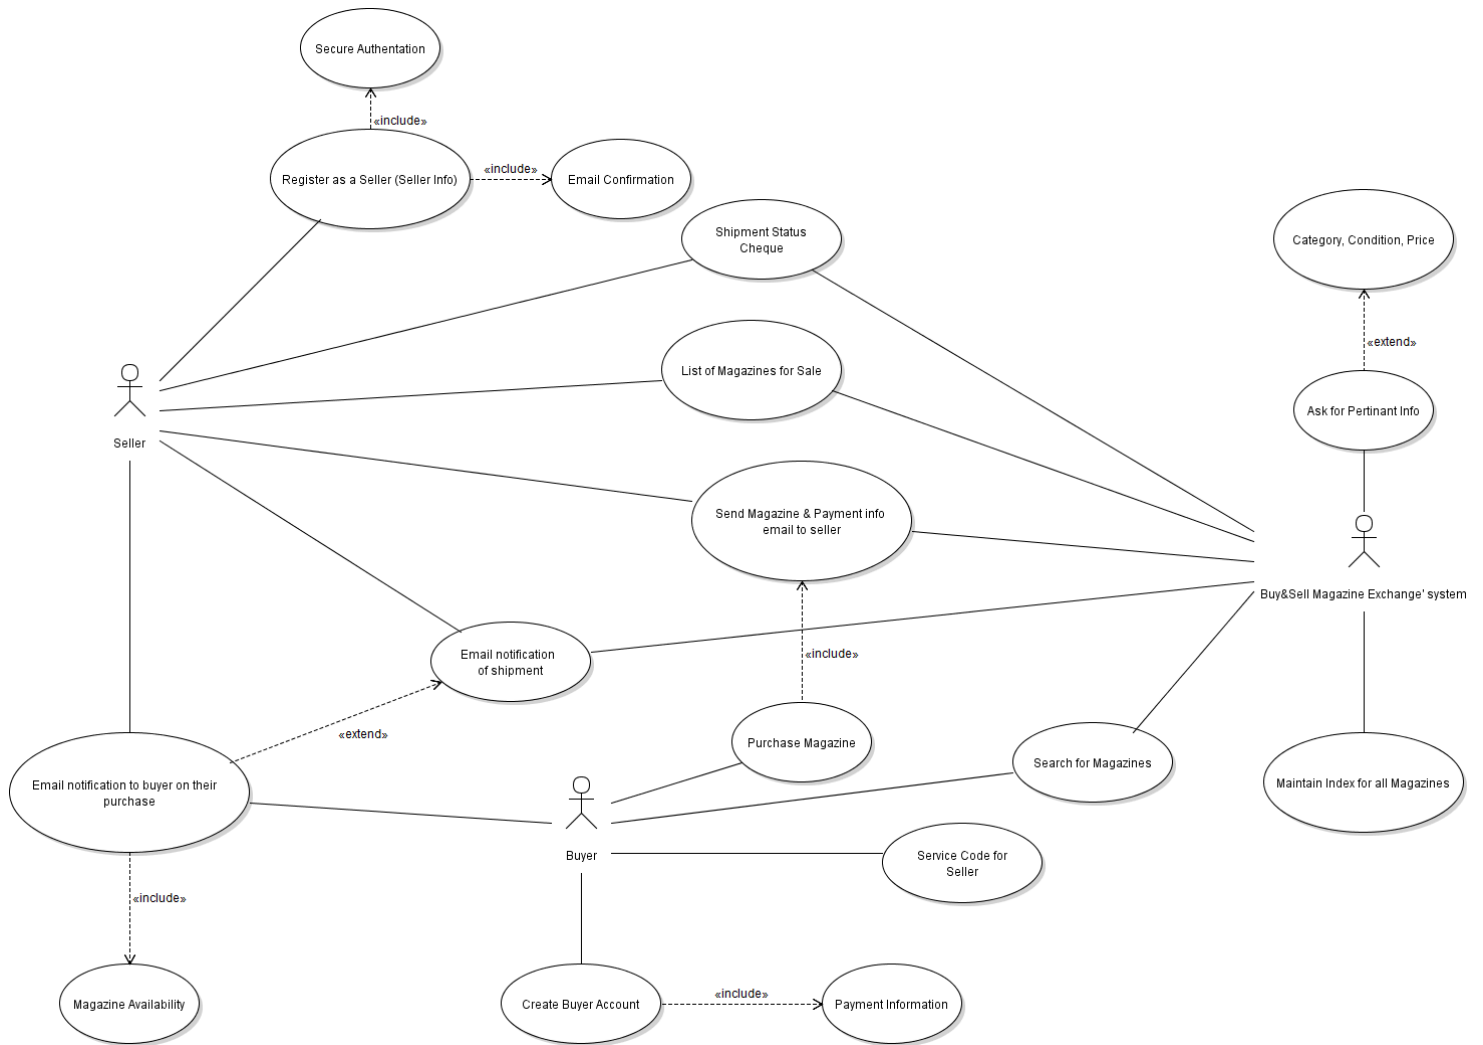 Secure Authentation
«include»
Register as a Seller (Seller Info)
«include»
Email Confirmation
Shipment Status
Cheque
Category, Condition, Price
«extend»
List of Magazines for Sale
Ask for Pertinant Info
Seller
Send Magazine & Payment info
email to seller
Buy&Sell Magazine Exchange' system
«include»
Email notification
of shipment
«extend»
Purchase Magazine
Search for Magazines
Email notification to buyer on their
purchase
Maintain Index for all Magazines
Buyer
Service Code for
Seller
«include»
Magazine Availability
Create Buyer Account
«include»
Payment Information